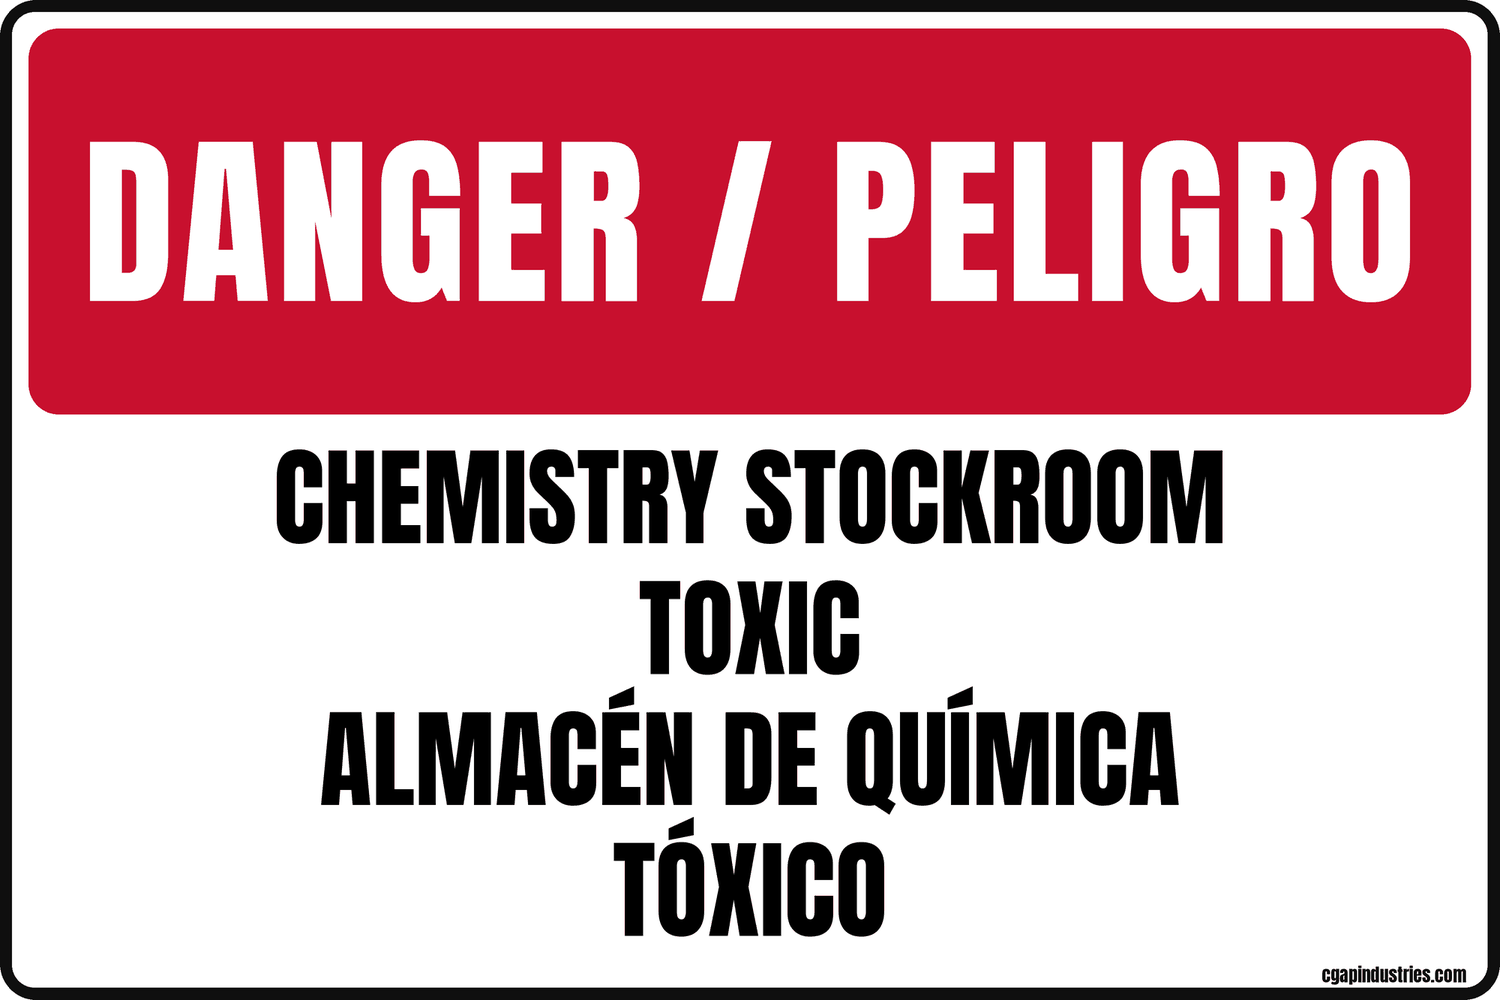 DANGER / PELIGRO
CHEMISTRY STOCKROOM
TOXIC
ALMACÉN DE QUÍMICA
TÓXICO
cgapindustries.com